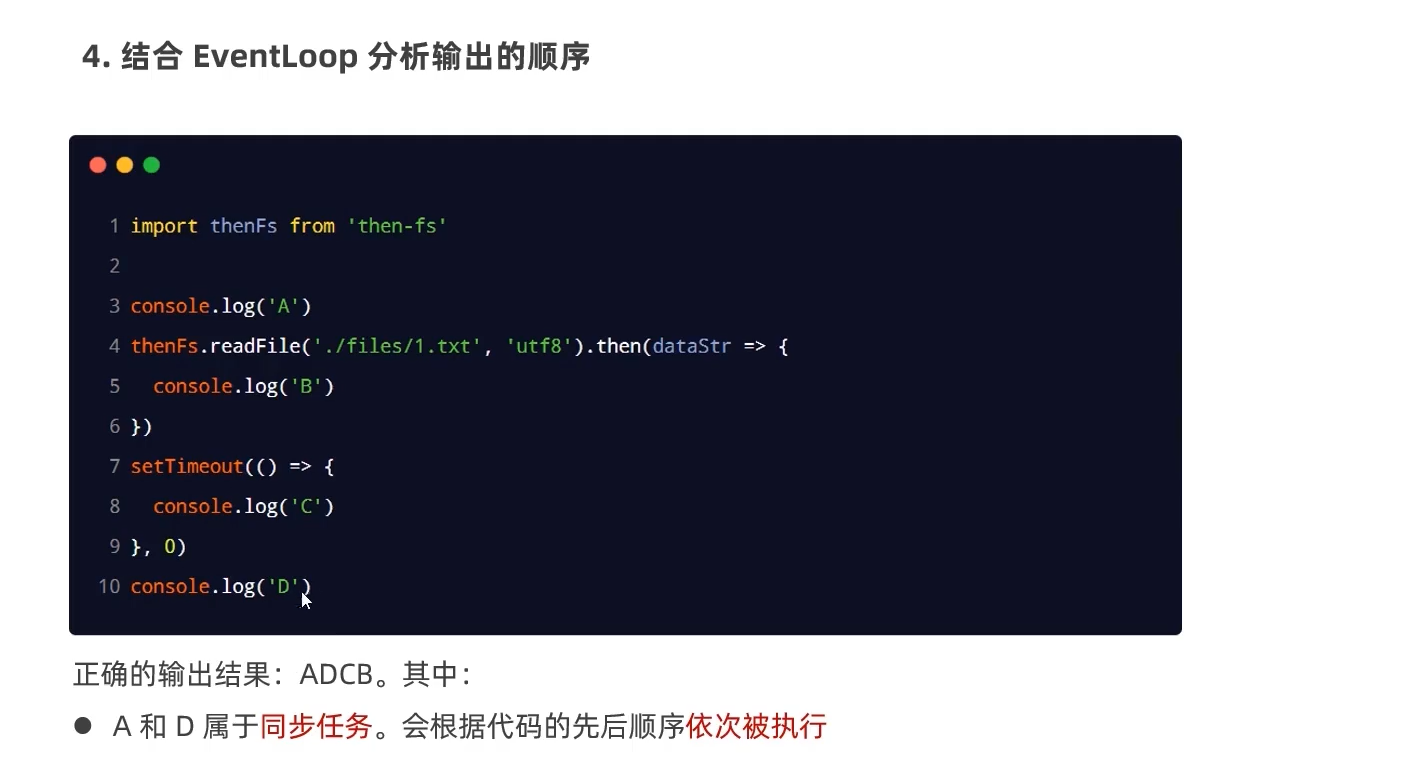 4. 结合 EventLoop 分析输出的顺序
1 import thenFs from 'then-fs'
2
3 console.log('A')
4 thenFs.readFile('./files/1.txt', 'utf8').then(dataStr => {
5   console.log('B')
6 })
7 setTimeout(() => {
8   console.log('C')
9 }, 0)
10 console.log('D')
正确的输出结果：ADCB。其中：
● A 和 D 属于同步任务。会根据代码的先后顺序依次被执行